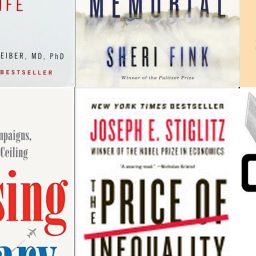 IFE
EIBER, MD, PhD
BESTSELLER
MEMORIAL
SHERI FINK
Winner of the Pulitzer Prize
mpaigns,
Ceiling
sing
ary
NEW YORK TIMES BESTSELLER
JOSEPH E. STIGLITZ
WINNER OF THE NOBEL PRIZE IN ECONOMICS
THE
PRICE OF
INEQUALITY